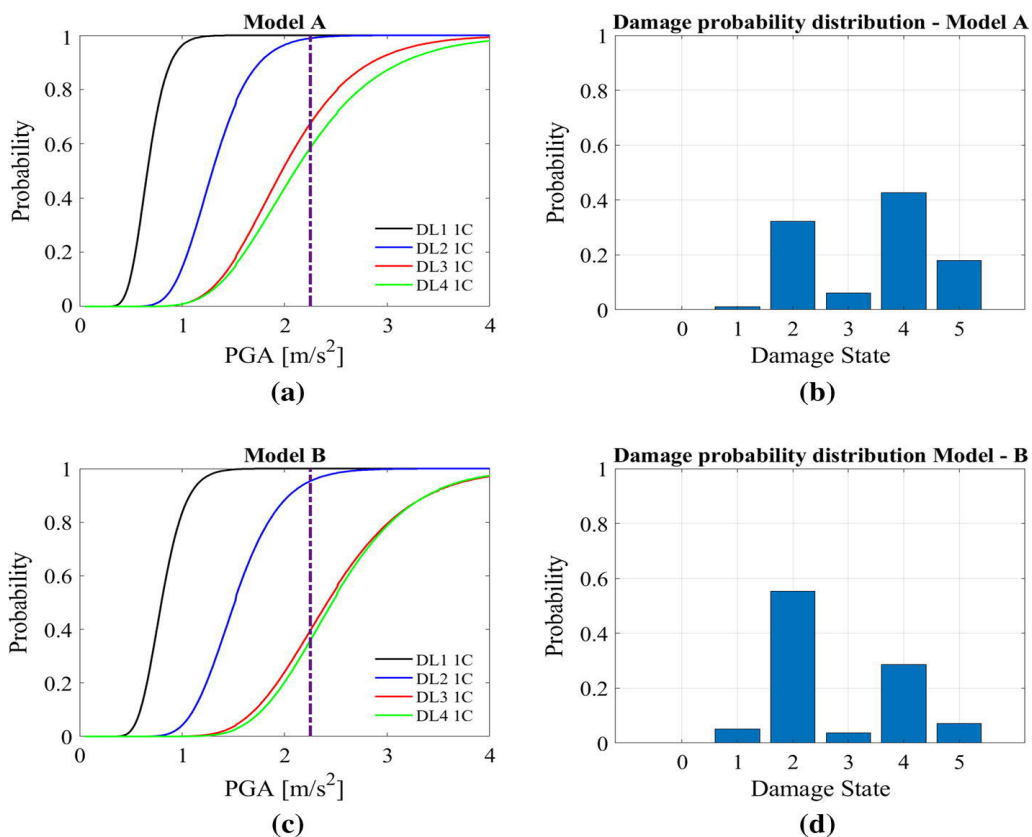 Model A
1
0.8
0.6
0.4
0.2
0
Probability
DL1 1C
DL2 1C
DL3 1C
DL4 1C
0 1 2 3 4
PGA [m/s²]
(a)
Damage probability distribution - Model A
1
0.8
0.6
0.4
0.2
0
Probability
0 1 2 3 4 5
Damage State
(b)
Model B
1
0.8
0.6
0.4
0.2
0
Probability
DL1 1C
DL2 1C
DL3 1C
DL4 1C
0 1 2 3 4
PGA [m/s²]
(c)
Damage probability distribution Model - B
1
0.8
0.6
0.4
0.2
0
Probability
0 1 2 3 4 5
Damage State
(d)